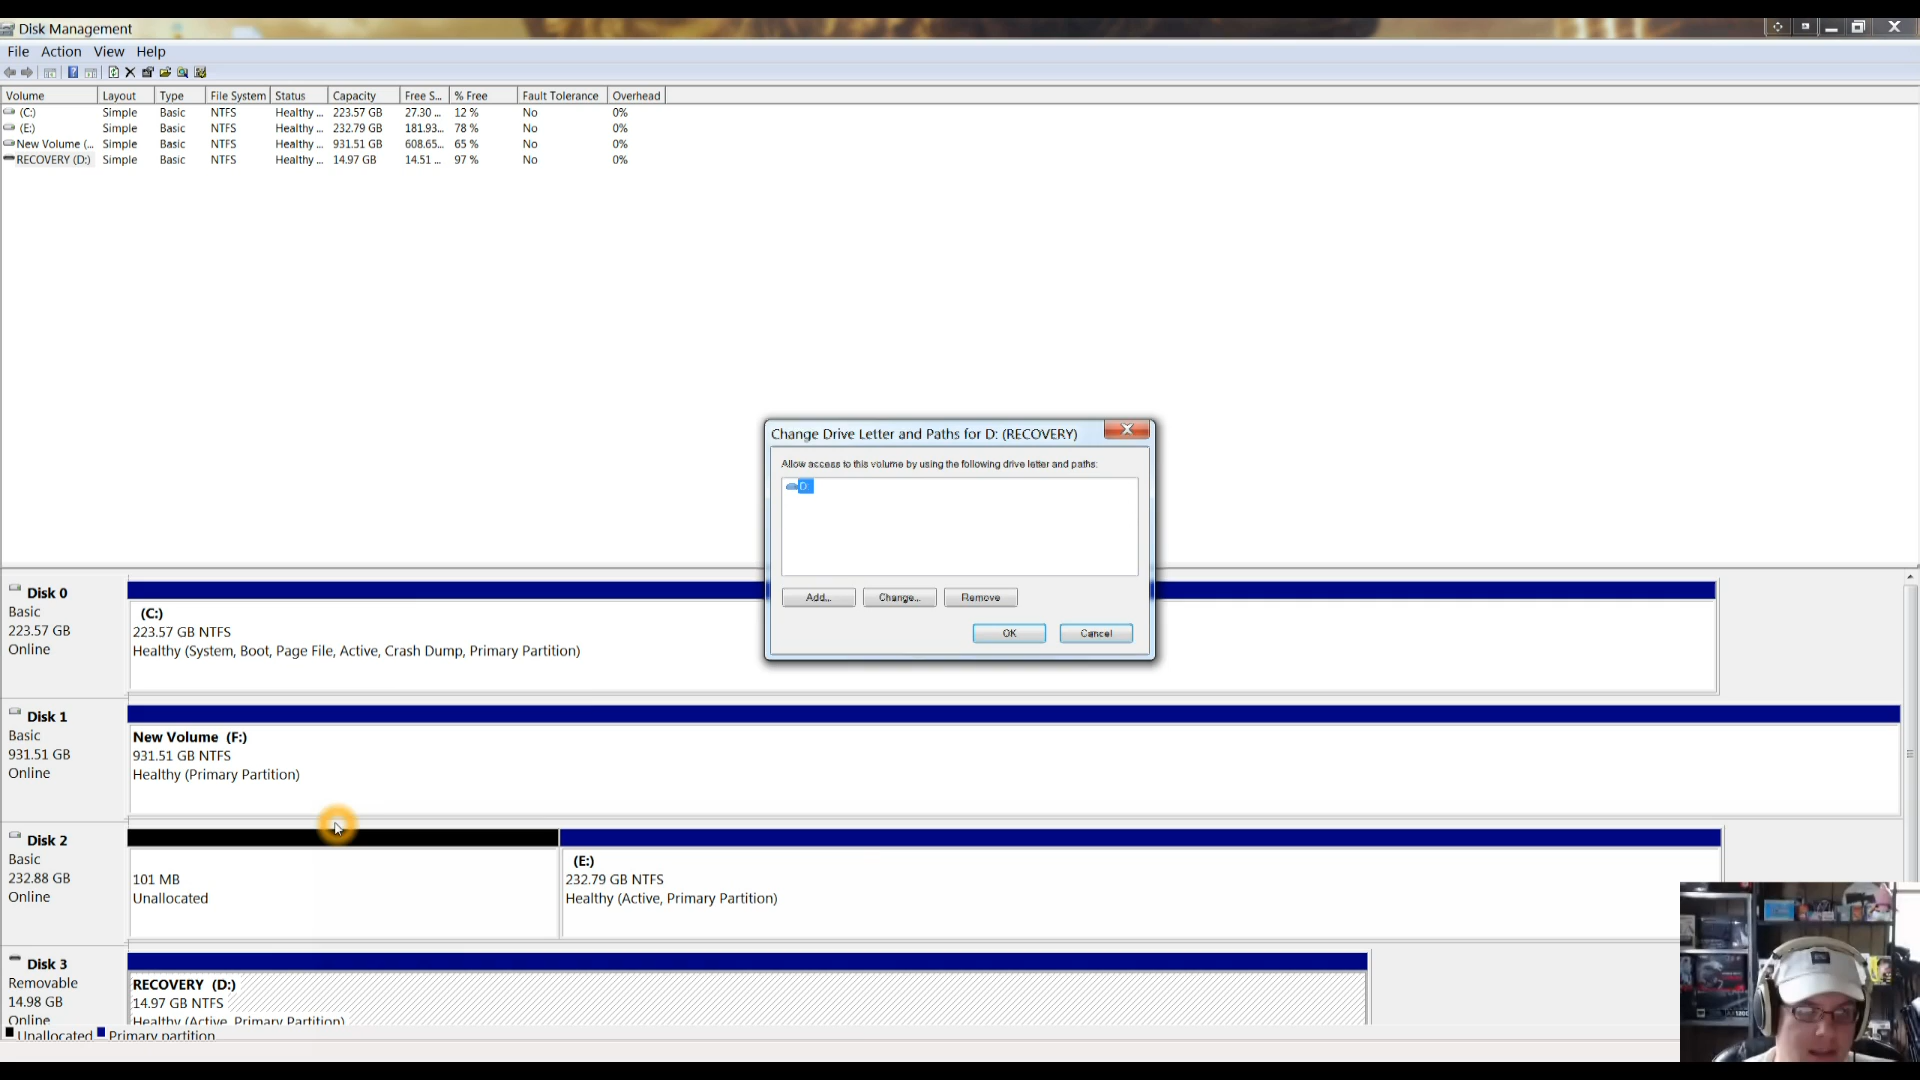 Disk Management
File Action View Help
Volume Layout Type File System Status Capacity Free S... % Free Fault Tolerance Overhead
(C:) Simple Basic NTFS Healthy ... 223.57 GB 27.30 ... 12 % No 0%
(E:) Simple Basic NTFS Healthy ... 232.79 GB 181.93... 78 % No 0%
New Volume (... Simple Basic NTFS Healthy ... 931.51 GB 608.65... 65 % No 0%
RECOVERY (D:) Simple Basic NTFS Healthy ... 14.97 GB 14.51 ... 97 % No 0%
Change Drive Letter and Paths for D: (RECOVERY)
Allow access to this volume by using the following drive letter and paths:
D:
Add... Change... Remove
OK Cancel
Disk 0
Basic
223.57 GB
Online
(C:)
223.57 GB NTFS
Healthy (System, Boot, Page File, Active, Crash Dump, Primary Partition)
Disk 1
Basic
931.51 GB
Online
New Volume (F:)
931.51 GB NTFS
Healthy (Primary Partition)
Disk 2
Basic
232.88 GB
Online
101 MB
Unallocated
(E:)
232.79 GB NTFS
Healthy (Active, Primary Partition)
Disk 3
Removable
14.98 GB
Online
RECOVERY (D:)
14.97 GB NTFS
Healthy (Active, Primary Partition)
Unallocated Primary partition